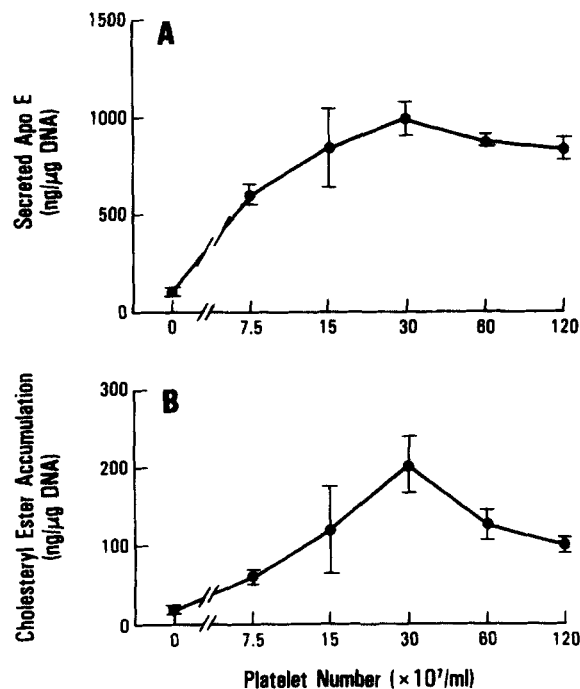 A
Secreted Apo E
(ng/µg DNA)
1500
1000
500
0
0 7.5 15 30 60 120
B
Cholesteryl Ester Accumulation
(ng/µg DNA)
300
200
100
0
0 7.5 15 30 60 120
Platelet Number (×10⁷/ml)